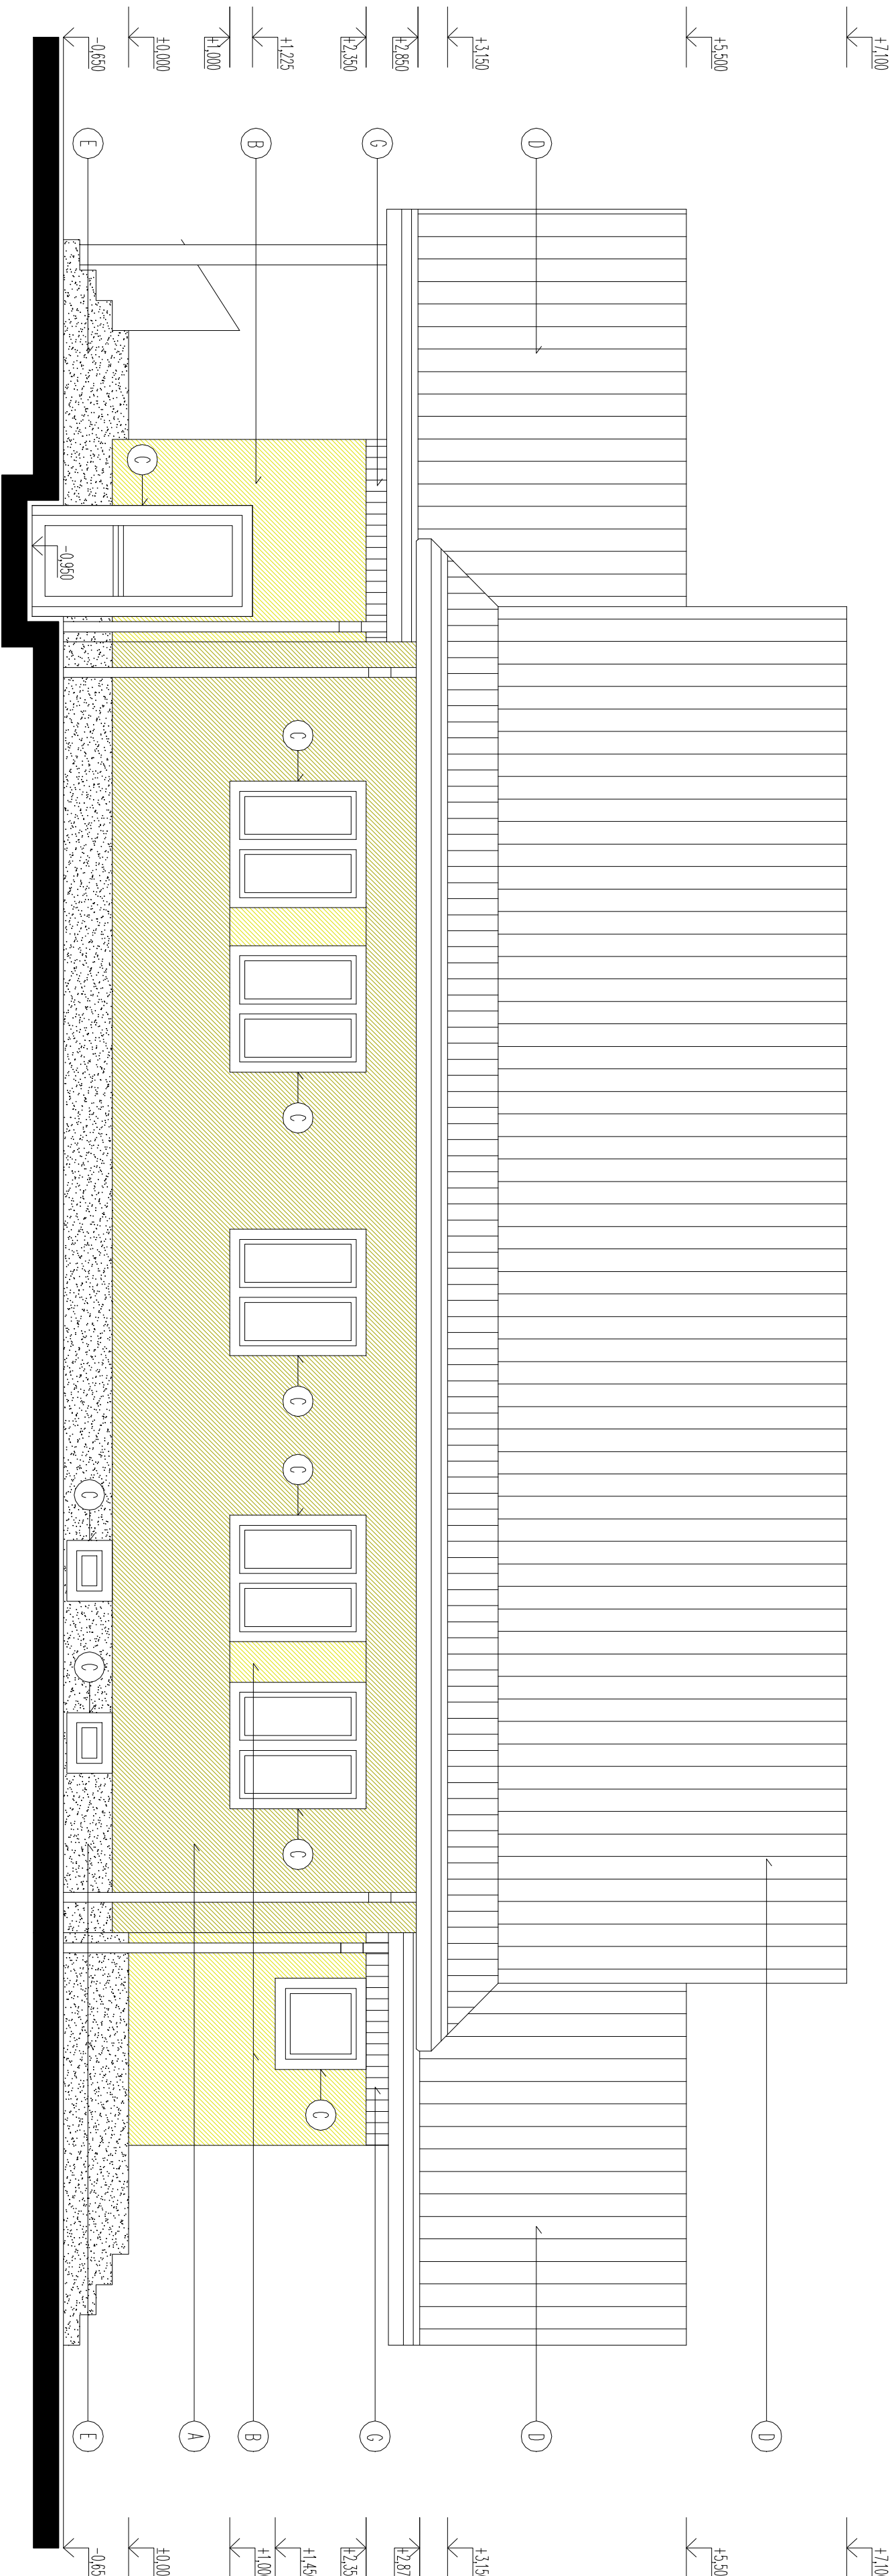 +7,100
+5,500
+3,150
+2,850
+2,350
+1,225
+1,000
±0,000
-0,650
D
G
B
E
C
-0,950
C
C
C
C
C
C
C
C
D
D
G
B
A
E
+7,10
+5,50
+3,15
+2,87
+2,35
+1,45
+1,00
±0,00
-0,65